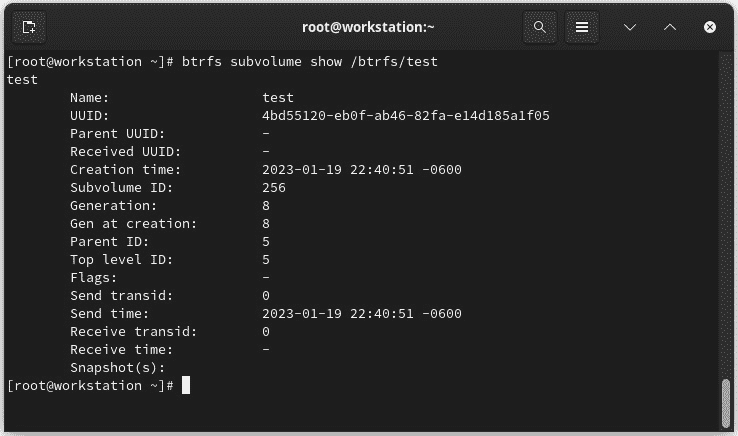 root@workstation:~
[root@workstation ~]# btrfs subvolume show /btrfs/test
test
Name: test
UUID: 4bd55120-eb0f-ab46-82fa-e14d185a1f05
Parent UUID: -
Received UUID: -
Creation time: 2023-01-19 22:40:51 -0600
Subvolume ID: 256
Generation: 8
Gen at creation: 8
Parent ID: 5
Top level ID: 5
Flags: -
Send transid: 0
Send time: 2023-01-19 22:40:51 -0600
Receive transid: 0
Receive time: -
Snapshot(s):
[root@workstation ~]#